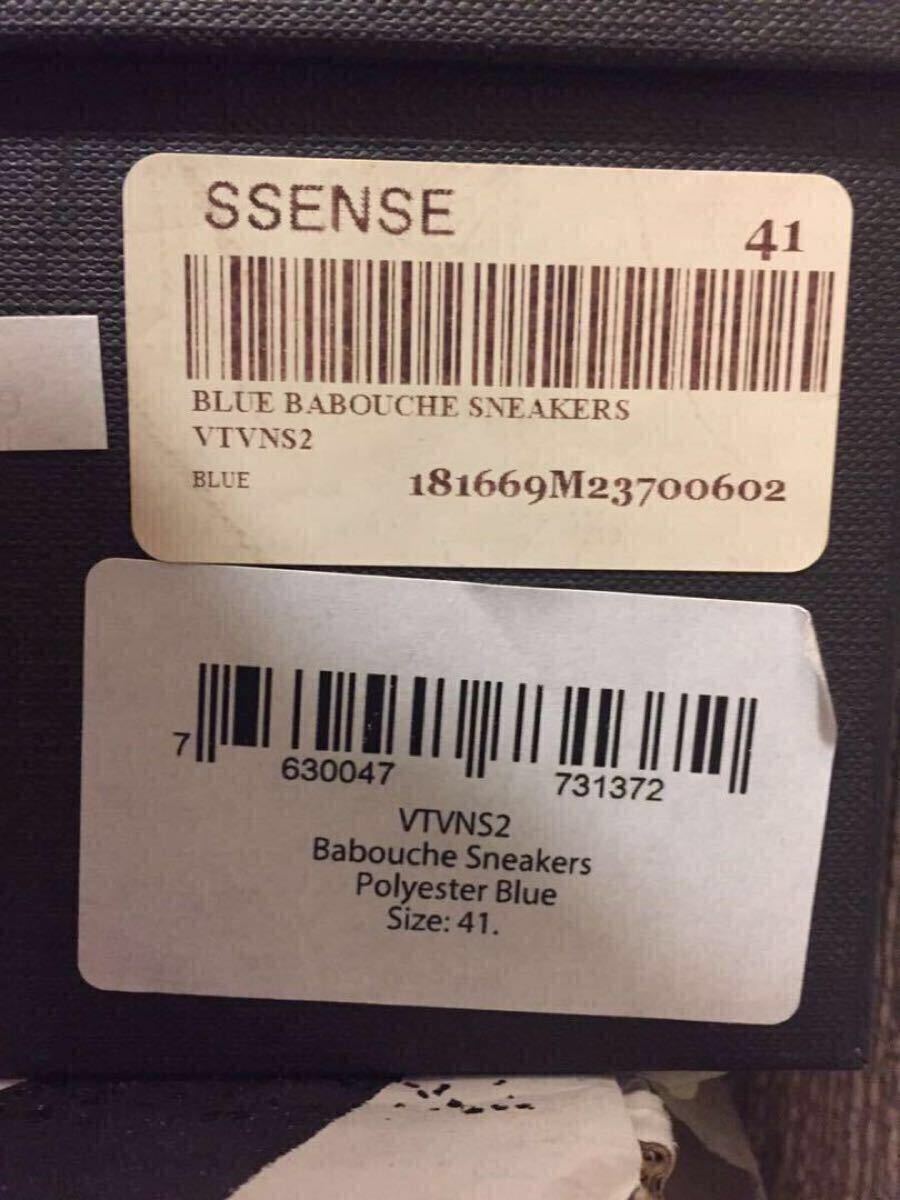 SSENSE
41
BLUE BABOUCHE SNEAKERS
VTVNS2
BLUE 181669M23700602
7 630047 731372
VTVNS2
Babouche Sneakers
Polyester Blue
Size: 41.